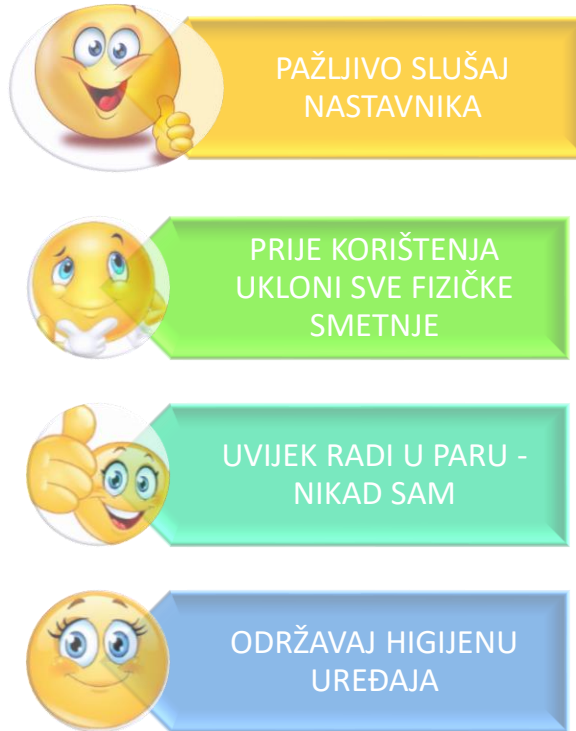 PAŽLJIVO SLUŠAJ
NASTAVNIKA
PRIJE KORIŠTENJA
UKLONI SVE FIZIČKE
SMETNJE
UVIJEK RADI U PARU -
NIKAD SAM
ODRŽAVAJ HIGIJENU
UREĐAJA